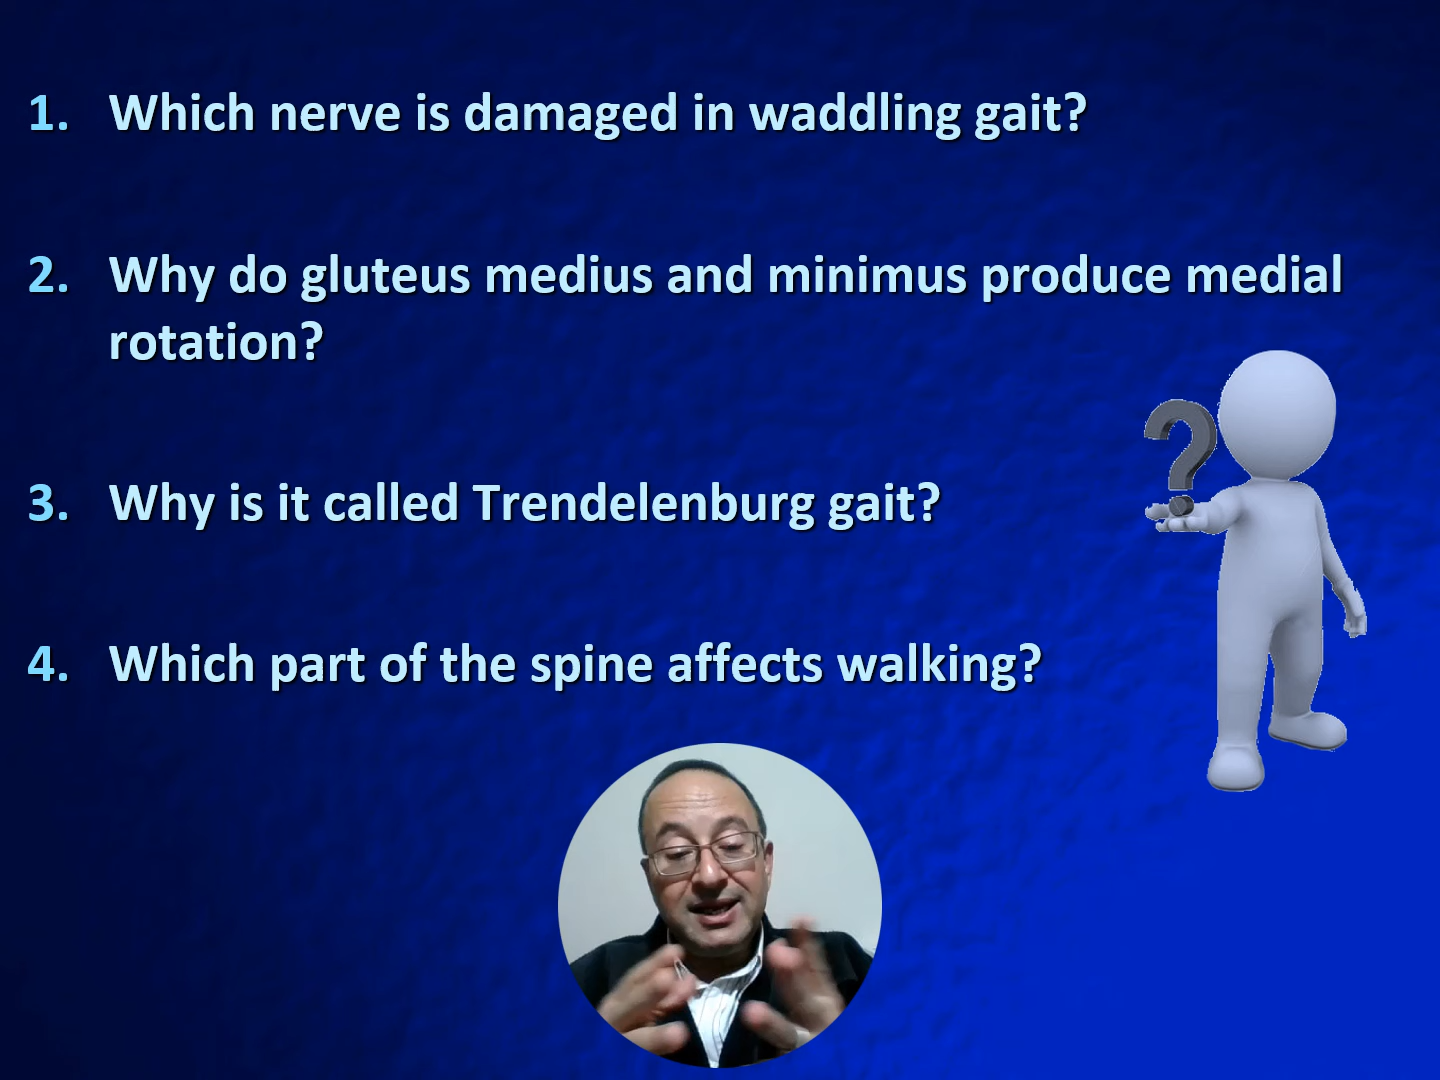 1. Which nerve is damaged in waddling gait?
2. Why do gluteus medius and minimus produce medial
rotation?
3. Why is it called Trendelenburg gait?
4. Which part of the spine affects walking?
?